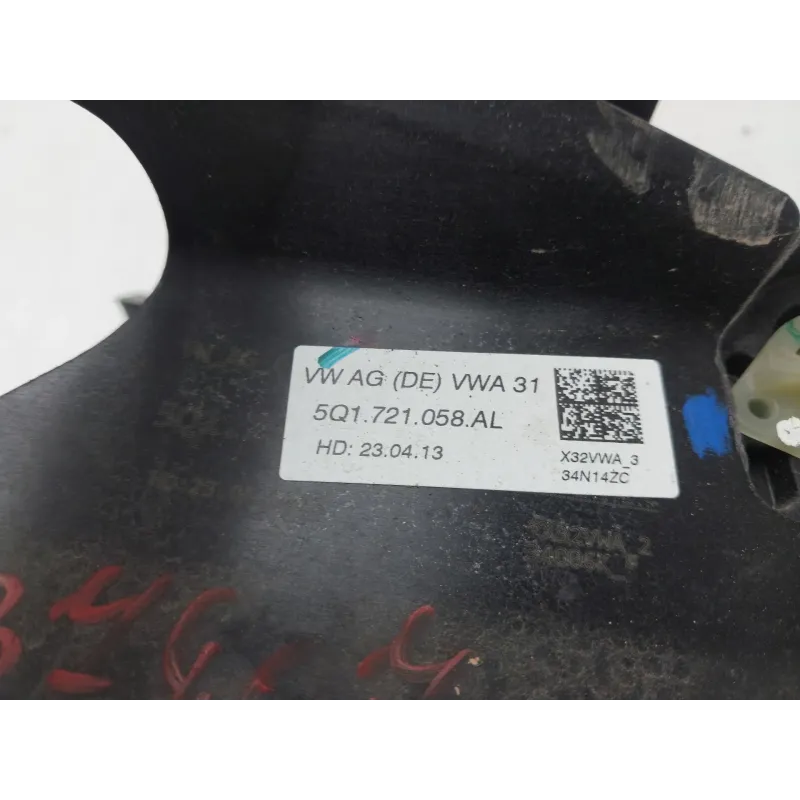 VW AG (DE) VWA 31
5Q1.721.058.AL
HD: 23.04.13
X32VWA_3
34N14ZC